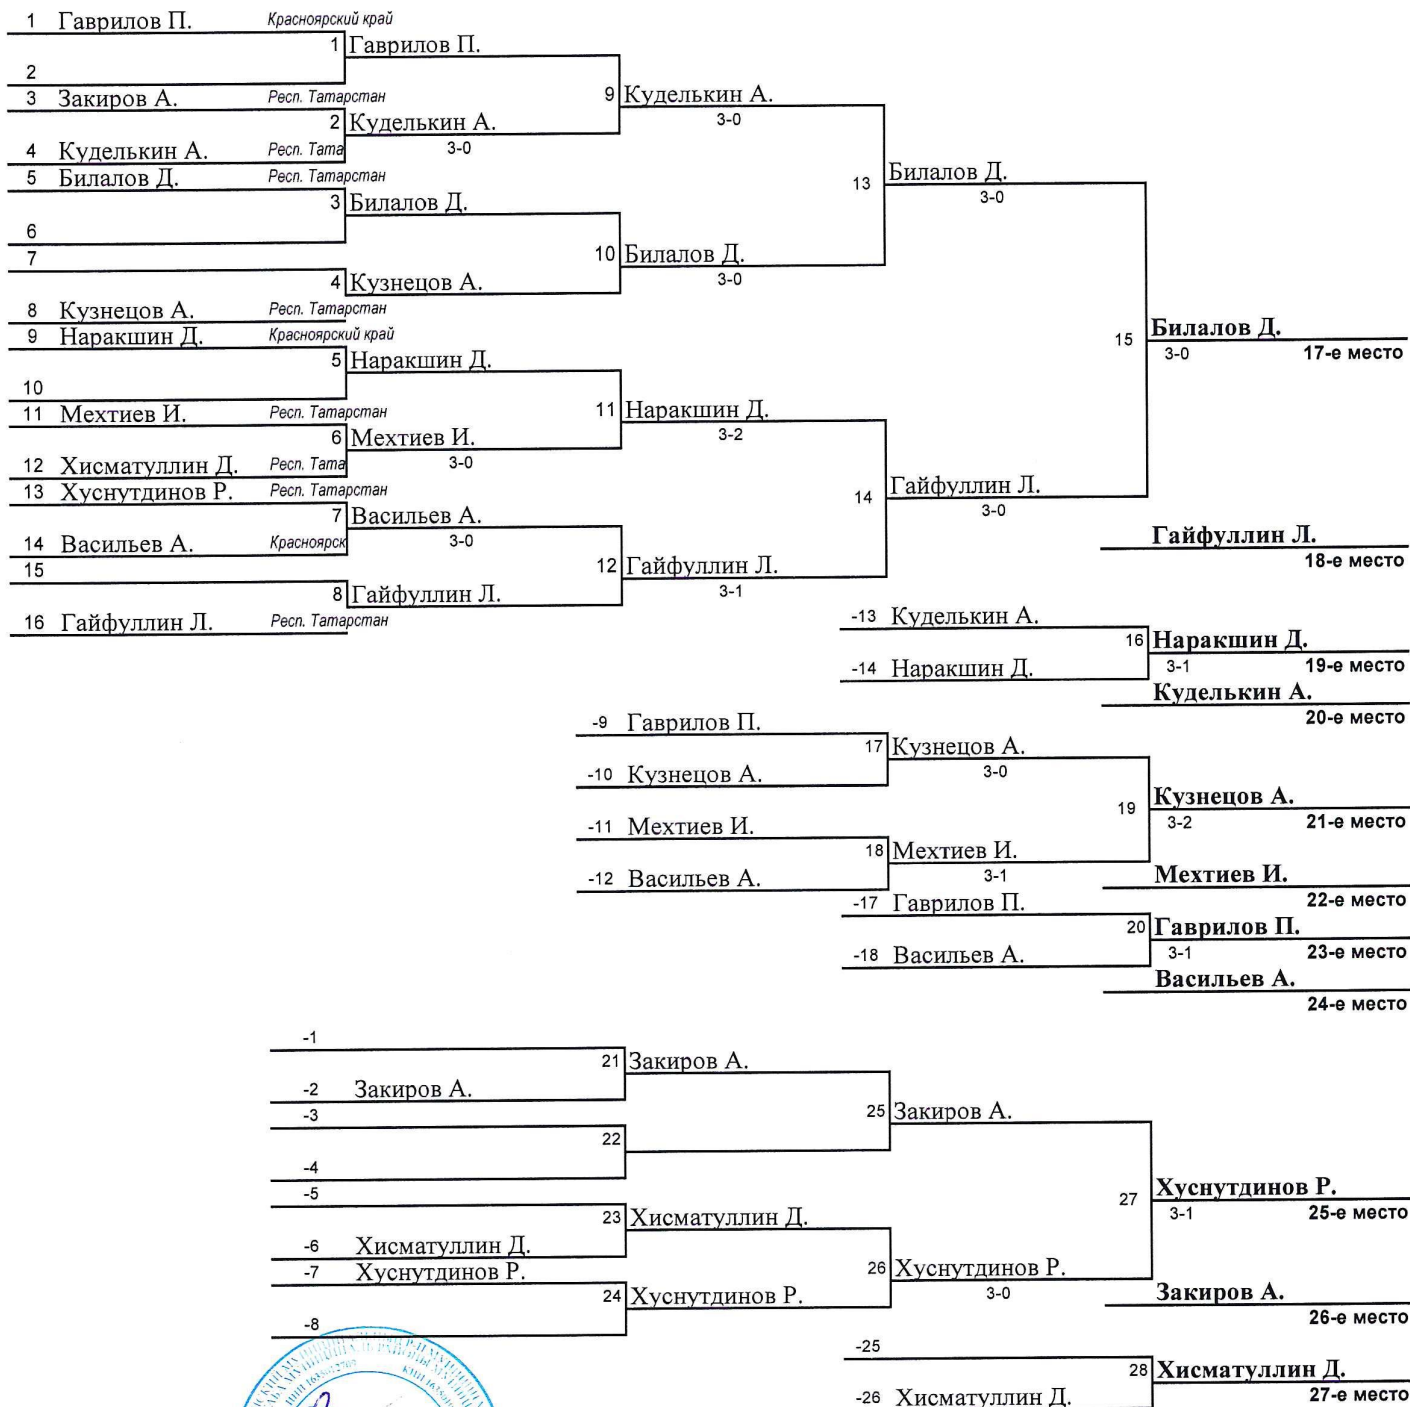 1 Гаврилов П. Красноярский край
1 Гаврилов П.
2
3 Закиров А. Респ. Татарстан
9 Куделькин А.
3-0
2 Куделькин А.
3-0
4 Куделькин А. Респ. Тата
5 Билалов Д. Респ. Татарстан
13 Билалов Д.
3-0
3 Билалов Д.
6
7
10 Билалов Д.
3-0
4 Кузнецов А.
8 Кузнецов А. Респ. Татарстан
9 Наракшин Д. Красноярский край
15 Билалов Д.
3-0 17-е место
5 Наракшин Д.
10
11 Мехтиев И. Респ. Татарстан
11 Наракшин Д.
3-2
6 Мехтиев И.
3-0
12 Хисматуллин Д. Респ. Тата
13 Хуснутдинов Р. Респ. Татарстан
14 Гайфуллин Л.
3-0
7 Васильев А.
3-0
14 Васильев А. Красноярск
Гайфуллин Л.
18-е место
15
12 Гайфуллин Л.
3-1
8 Гайфуллин Л.
16 Гайфуллин Л. Респ. Татарстан
-13 Куделькин А.
16 Наракшин Д.
3-1 19-е место
-14 Наракшин Д.
Куделькин А.
20-е место
-9 Гаврилов П.
17 Кузнецов А.
3-0
-10 Кузнецов А.
19 Кузнецов А.
3-2 21-е место
-11 Мехтиев И.
18 Мехтиев И.
3-1
-12 Васильев А.
Мехтиев И.
22-е место
-17 Гаврилов П.
20 Гаврилов П.
3-1 23-е место
-18 Васильев А.
Васильев А.
24-е место
-1
21 Закиров А.
-2 Закиров А.
-3
25 Закиров А.
22
-4
-5
27 Хуснутдинов Р.
3-1 25-е место
23 Хисматуллин Д.
-6 Хисматуллин Д.
-7 Хуснутдинов Р.
26 Хуснутдинов Р.
3-0
24 Хуснутдинов Р.
Закиров А.
26-е место
-8
-25
28 Хисматуллин Д.
27-е место
-26 Хисматуллин Д.